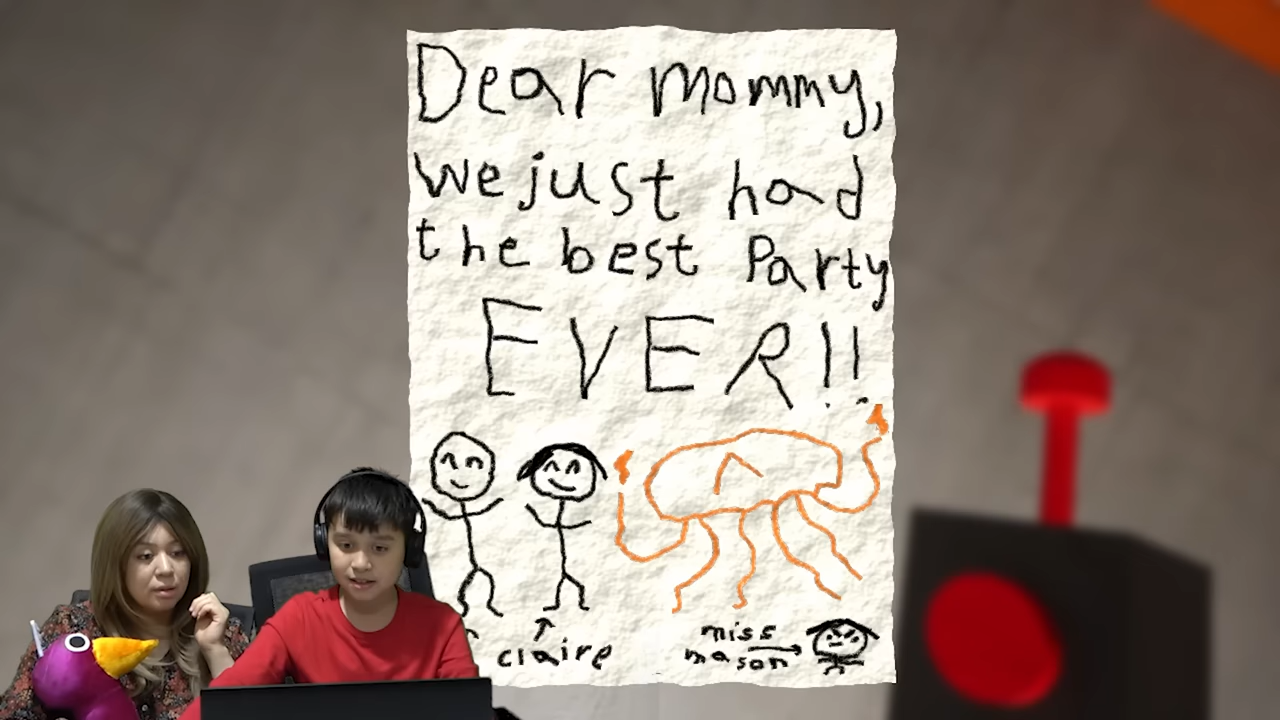 Dear mommy,
we just had
the best Party
EVER!!
claire
miss
mason